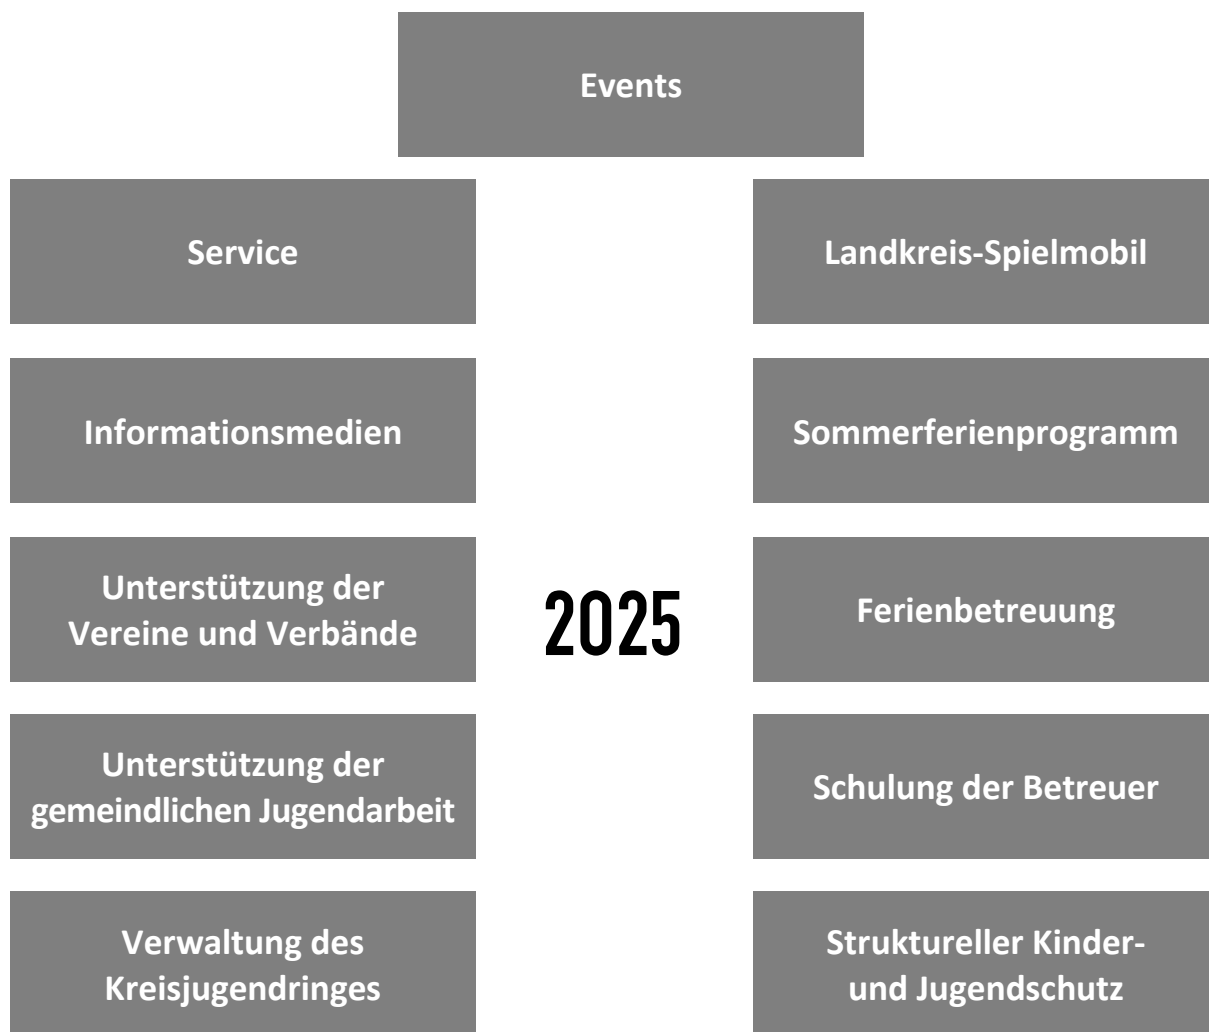 Events
Service
Landkreis-Spielmobil
Informationsmedien
Sommerferienprogramm
Unterstützung der
Vereine und Verbände
2025
Ferienbetreuung
Unterstützung der
gemeindlichen Jugendarbeit
Schulung der Betreuer
Verwaltung des
Kreisjugendringes
Struktureller Kinder-
und Jugendschutz